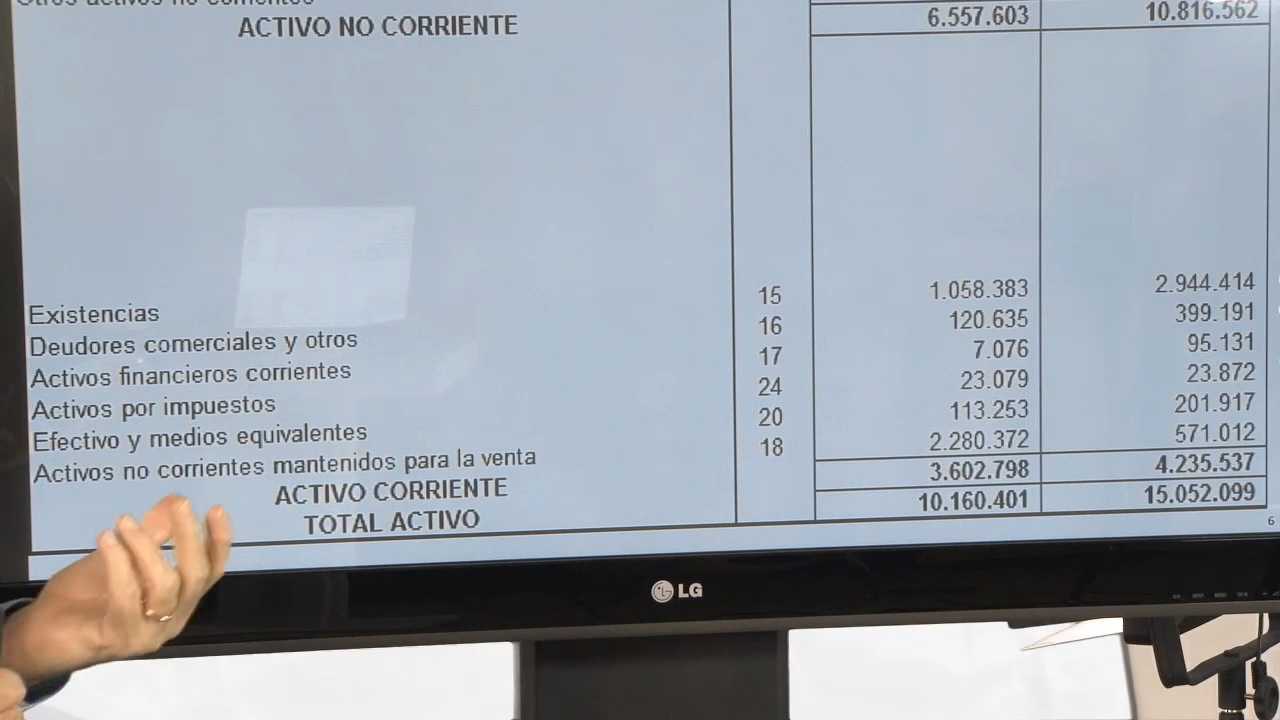 Otros activos no corrientes
ACTIVO NO CORRIENTE 6.557.603 10.816.562
Existencias 15 1.058.383 2.944.414
Deudores comerciales y otros 16 120.635 399.191
Activos financieros corrientes 17 7.076 95.131
Activos por impuestos 24 23.079 23.872
Efectivo y medios equivalentes 20 113.253 201.917
Activos no corrientes mantenidos para la venta 18 2.280.372 571.012
ACTIVO CORRIENTE 3.602.798 4.235.537
TOTAL ACTIVO 10.160.401 15.052.099
6
LG